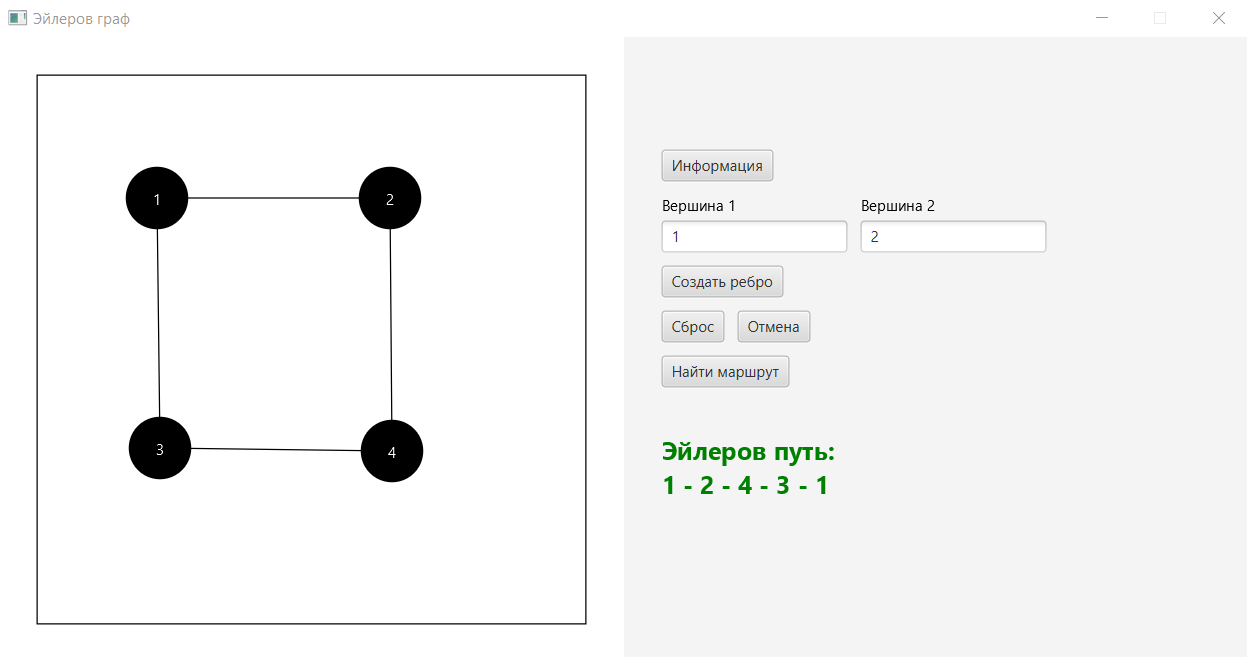 Эйлеров граф
1
2
3
4
Информация
Вершина 1
Вершина 2
1
2
Создать ребро
Сброс
Отмена
Найти маршрут
Эйлеров путь:
1 - 2 - 4 - 3 - 1